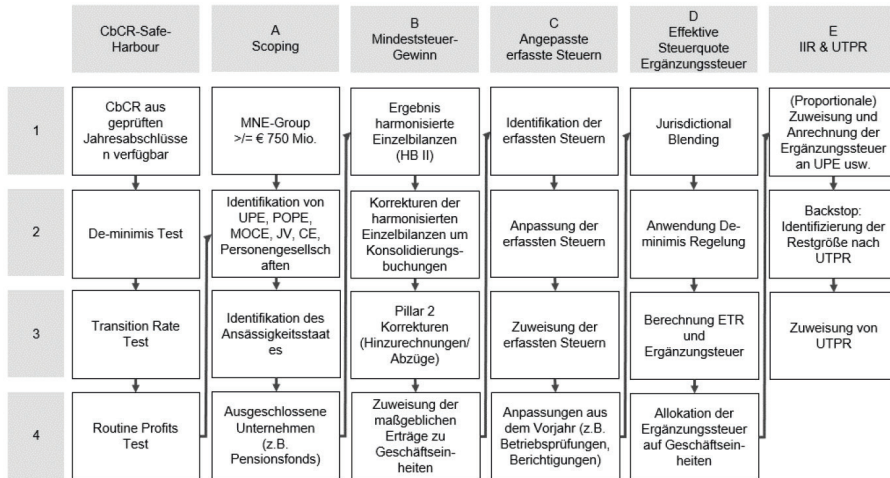 CbCR-Safe-
Harbour
A
Scoping
B
Mindeststeuer-
Gewinn
C
Angepasste
erfasste Steuern
D
Effektive
Steuerquote
Ergänzungssteuer
E
IIR & UTPR
1
CbCR aus
geprüften
Jahresabschlüsse
n verfügbar
MNE-Group
>/= € 750 Mio.
Ergebnis
harmonisierte
Einzelbilanzen
(HB II)
Identifikation der
erfassten Steuern
Jurisdictional
Blending
(Proportionale)
Zuweisung und
Anrechnung der
Ergänzungssteuer
an UPE usw.
2
De-minimis Test
Identifikation von
UPE, POPE,
MOCE, JV, CE,
Personengesellsch
aften
Korrekturen der
harmonisierten
Einzelbilanzen um
Konsolidierungs-
buchungen
Anpassung der
erfassten Steuern
Anwendung De-
minimis Regelung
Backstop:
Identifizierung der
Restgröße nach
UTPR
3
Transition Rate
Test
Identifikation des
Ansässigkeitsstaat
es
Pillar 2
Korrekturen
(Hinzurechnungen/
Abzüge)
Zuweisung der
erfassten Steuern
Berechnung ETR
und
Ergänzungsteuer
Zuweisung von
UTPR
4
Routine Profits
Test
Ausgeschlossene
Unternehmen
(z.B.
Pensionsfonds)
Zuweisung der
maßgeblichen
Erträge zu
Geschäftsein-
heiten
Anpassungen aus
dem Vorjahr (z.B.
Betriebsprüfungen,
Berichtigungen)
Allokation der
Ergänzungssteuer
auf Geschäfts­ein-
heiten